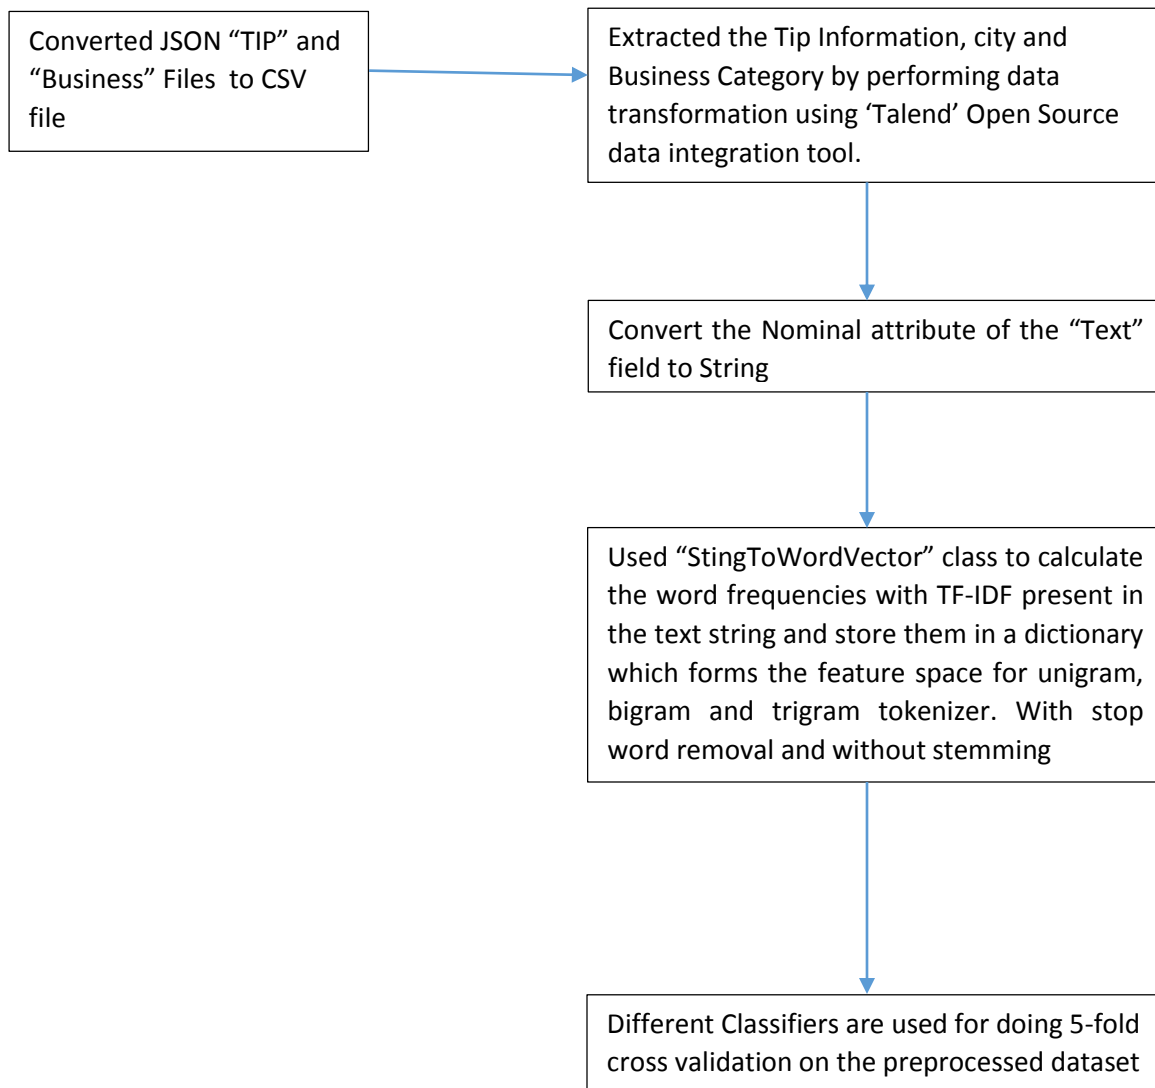 Converted JSON “TIP” and
“Business” Files  to CSV
file
Extracted the Tip Information, city and
Business Category by performing data
transformation using ‘Talend’ Open Source
data integration tool.
Convert the Nominal attribute of the “Text”
field to String
Used “StingToWordVector” class to calculate
the word frequencies with TF-IDF present in
the text string and store them in a dictionary
which forms the feature space for unigram,
bigram and trigram tokenizer. With stop
word removal and without stemming
Different Classifiers are used for doing 5-fold
cross validation on the preprocessed dataset